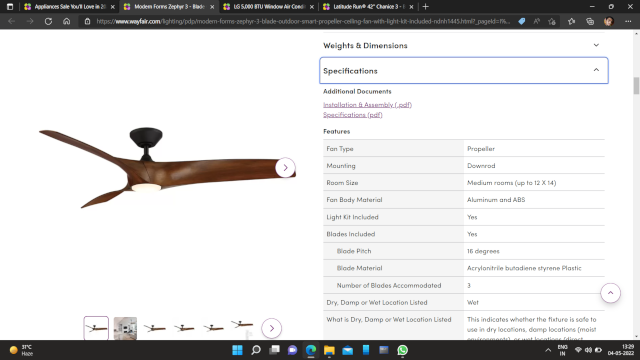 Appliances Sale You'll Love in 20
Modern Forms Zephyr 3 - Blade
LG 5,000 BTU Window Air Condi
Latitude Run® 42" Chanice 3 - B
https://www.wayfair.com/lighting/pdp/modern-forms-zephyr-3-blade-outdoor-smart-propeller-ceiling-fan-with-light-kit-included-ndnh1445.html?_pageId=f%...
Weights & Dimensions
Specifications
Additional Documents
Installation & Assembly (.pdf)
Specifications (pdf)
Features
Fan Type Propeller
Mounting Downrod
Room Size Medium rooms (up to 12 X 14)
Fan Body Material Aluminum and ABS
Light Kit Included Yes
Blades Included Yes
Blade Pitch 16 degrees
Blade Material Acrylonitrile butadiene styrene Plastic
Number of Blades Accommodated 3
Dry, Damp or Wet Location Listed Wet
What is Dry, Damp or Wet Location Listed This indicates whether the fixture is safe to
use in dry locations, damp locations (moist
environments), or wet locations (direct
31°C
Haze
ENG
IN
13:29
04-05-2022